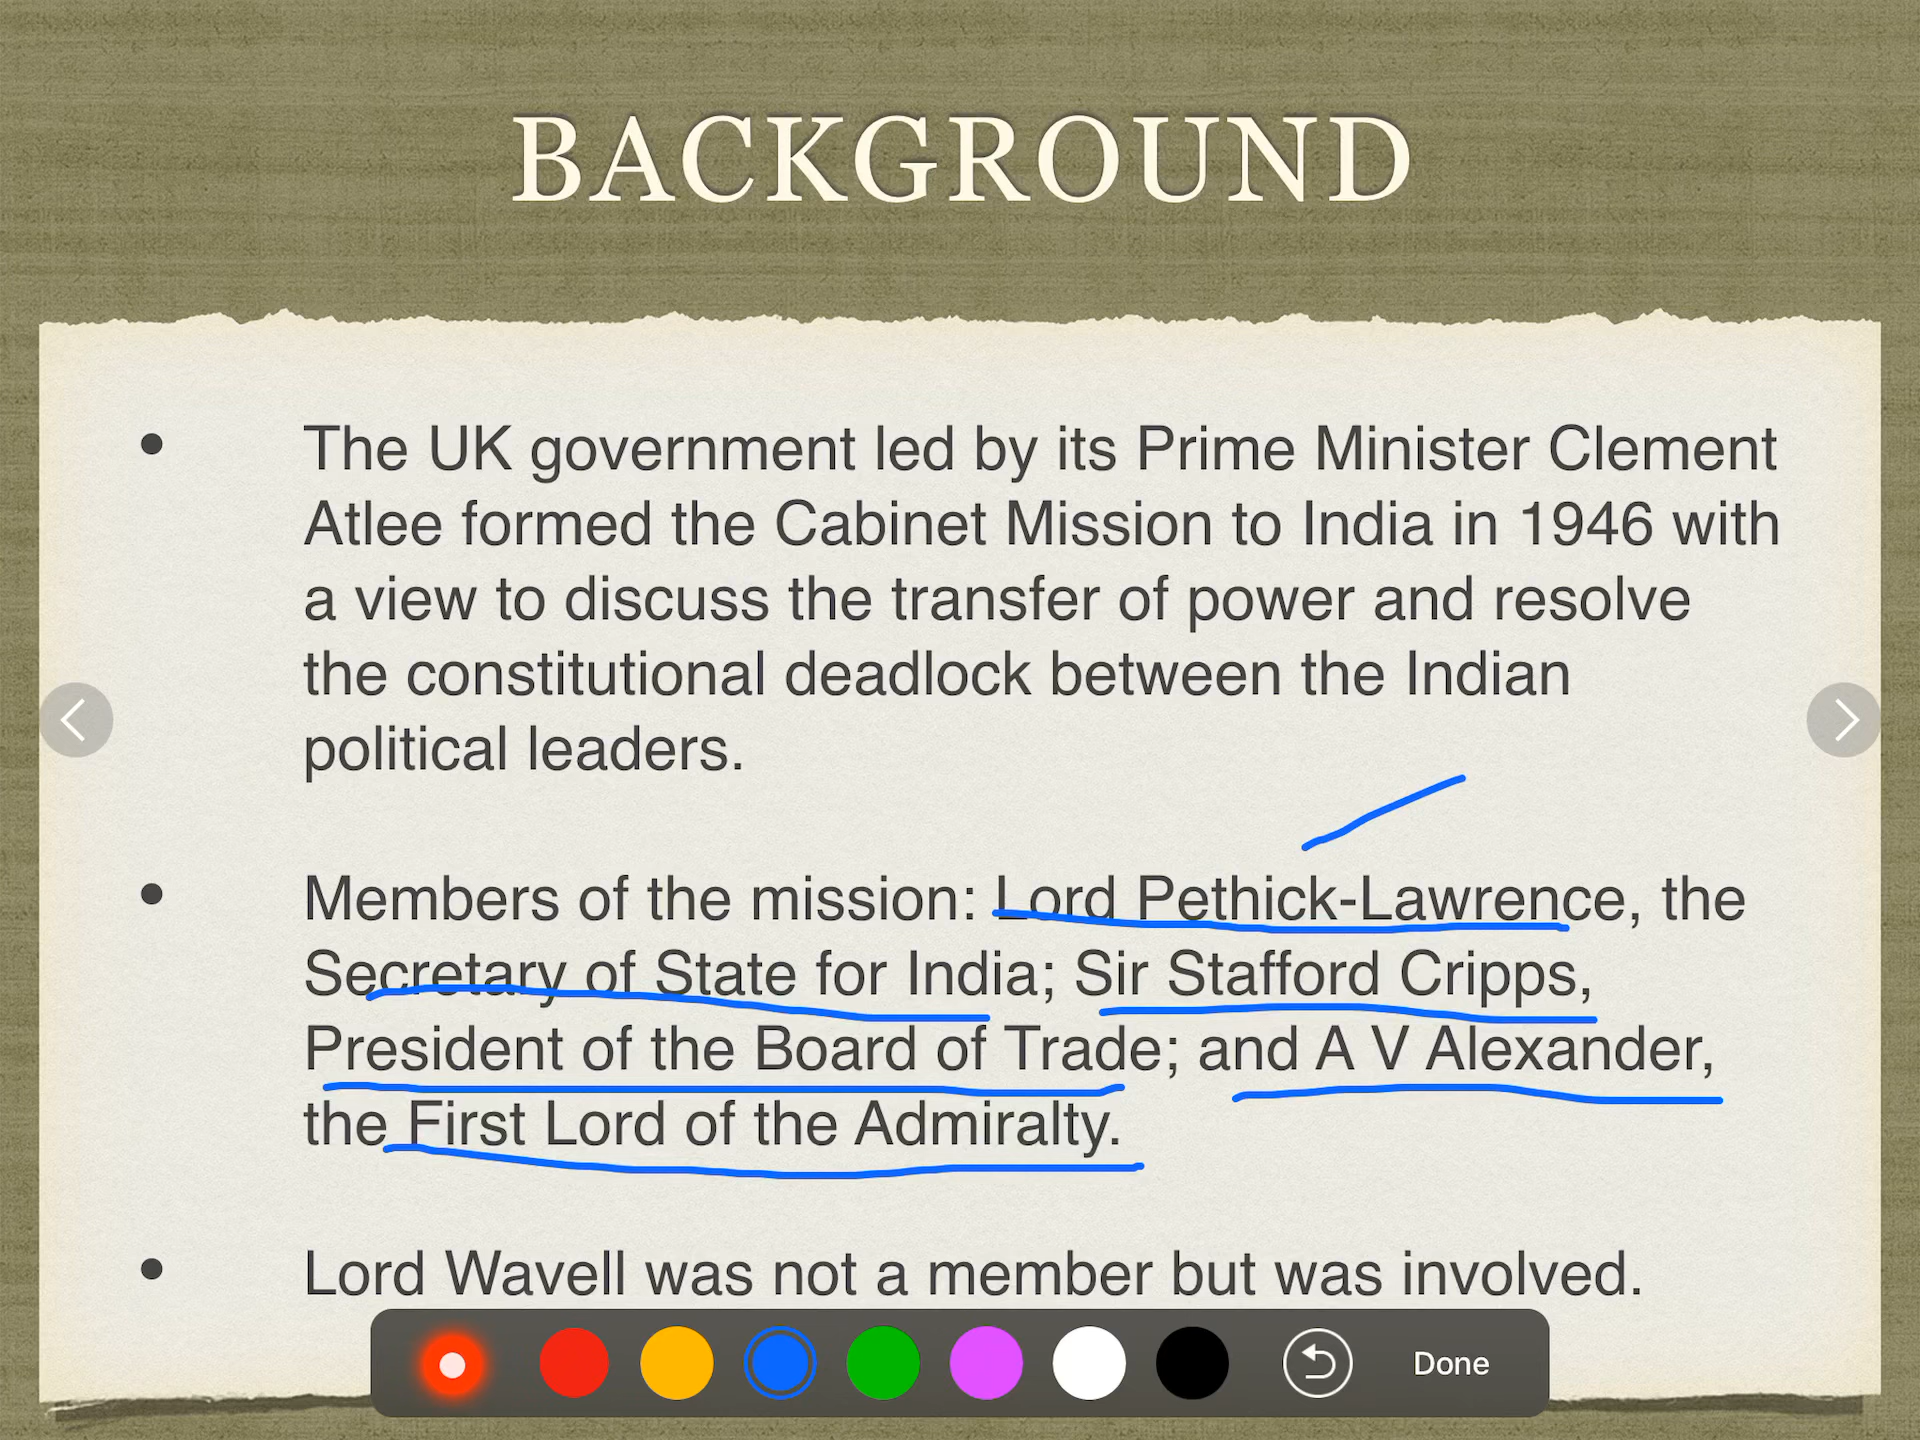 BACKGROUND
• The UK government led by its Prime Minister Clement
Atlee formed the Cabinet Mission to India in 1946 with
a view to discuss the transfer of power and resolve
the constitutional deadlock between the Indian
political leaders.
• Members of the mission: Lord Pethick-Lawrence, the
Secretary of State for India; Sir Stafford Cripps,
President of the Board of Trade; and A V Alexander,
the First Lord of the Admiralty.
• Lord Wavell was not a member but was involved.
Done